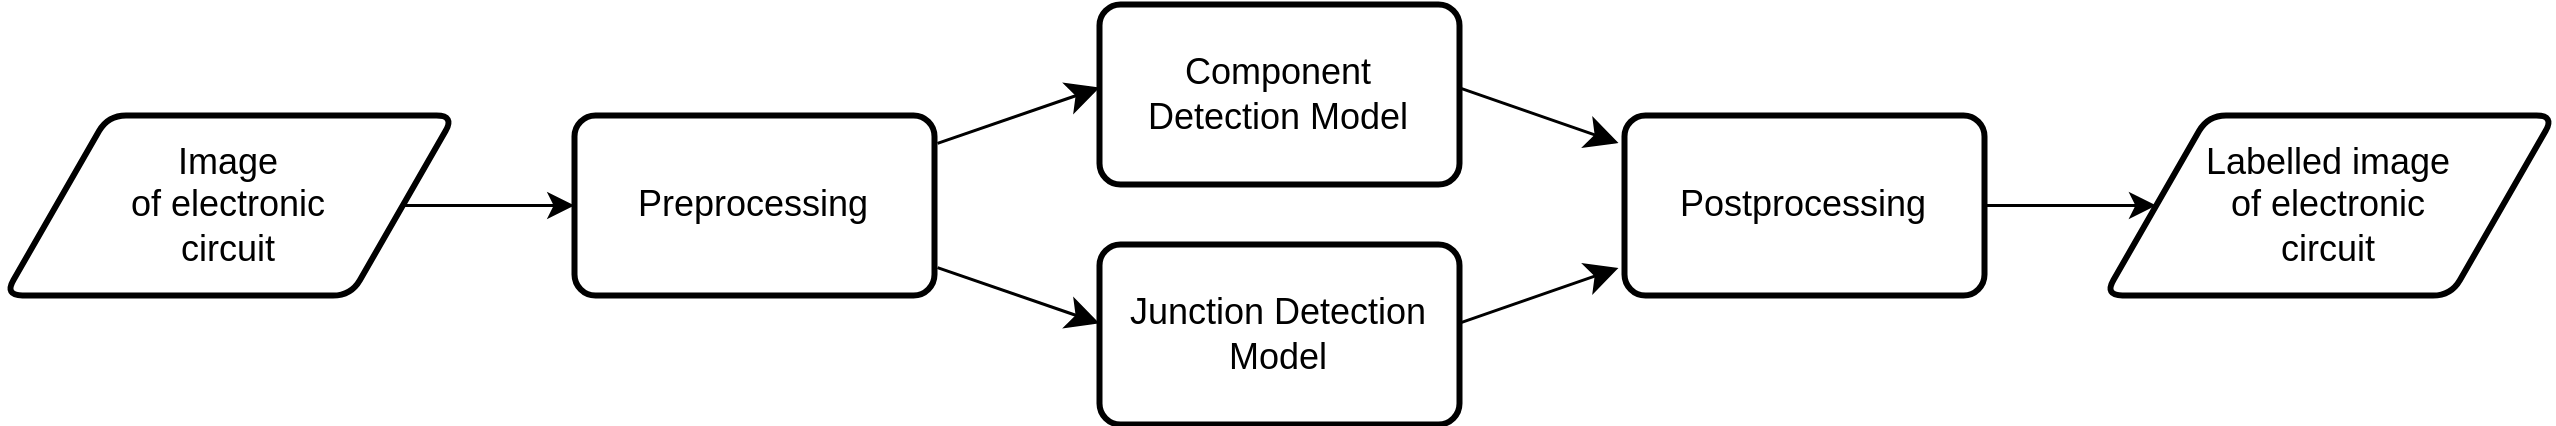 Image
of electronic
circuit
Preprocessing
Component
Detection Model
Junction Detection
Model
Postprocessing
Labelled image
of electronic
circuit